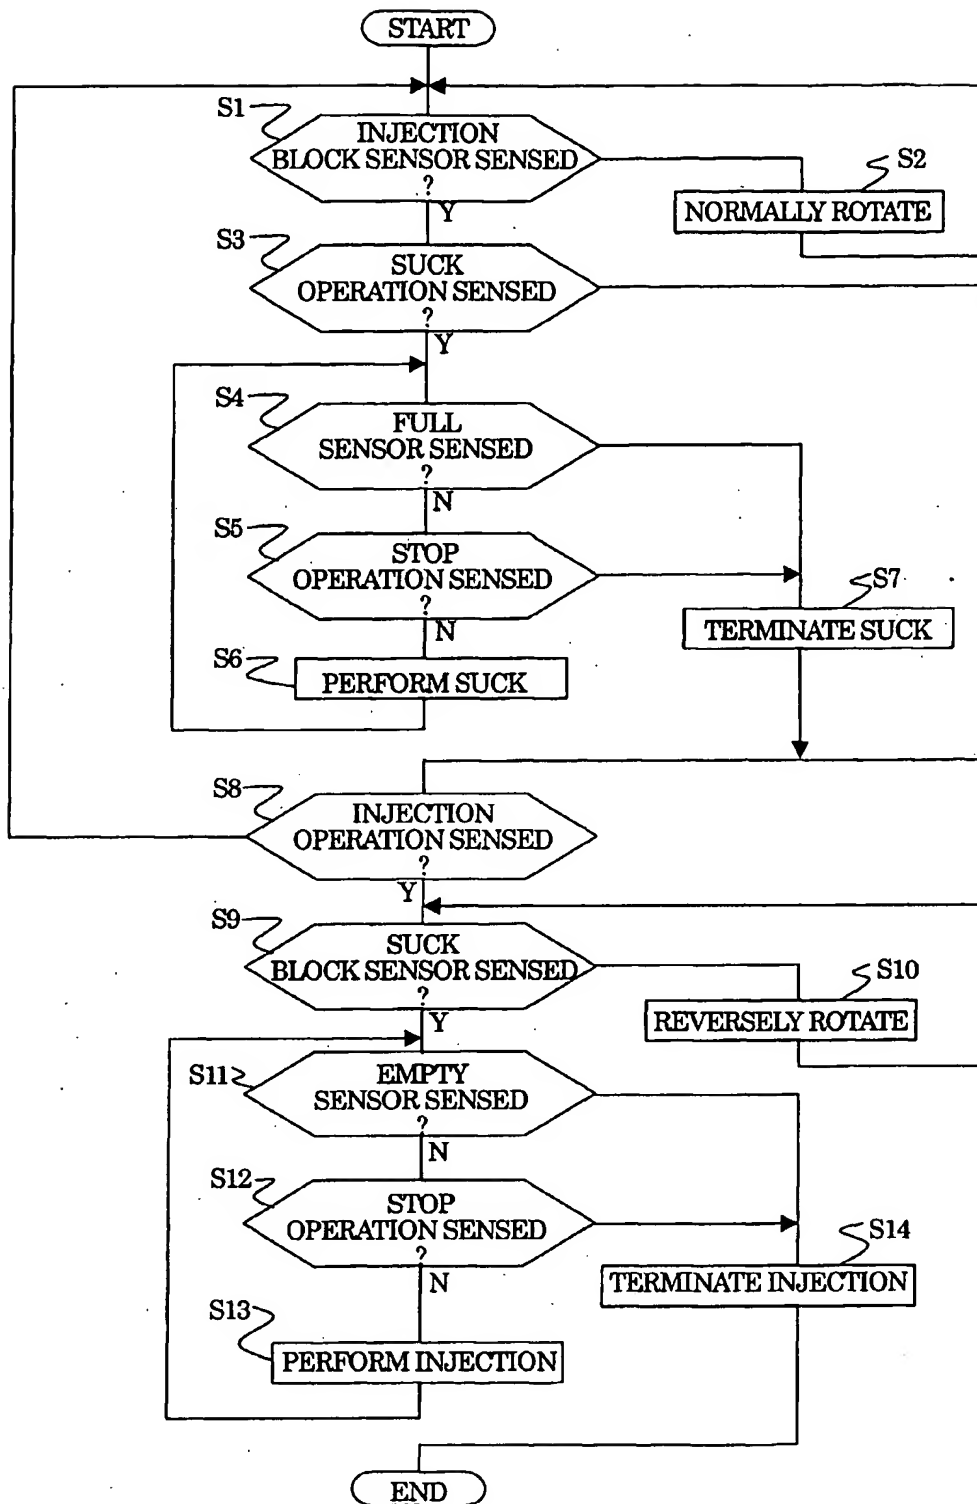 START
S1
INJECTION
BLOCK SENSOR SENSED
?
Y
S2
NORMALLY ROTATE
S3
SUCK
OPERATION SENSED
?
Y
S4
FULL
SENSOR SENSED
?
N
S5
STOP
OPERATION SENSED
?
N
S7
TERMINATE SUCK
S6
PERFORM SUCK
S8
INJECTION
OPERATION SENSED
?
Y
S9
SUCK
BLOCK SENSOR SENSED
?
Y
S10
REVERSELY ROTATE
S11
EMPTY
SENSOR SENSED
?
N
S12
STOP
OPERATION SENSED
?
N
S14
TERMINATE INJECTION
S13
PERFORM INJECTION
END